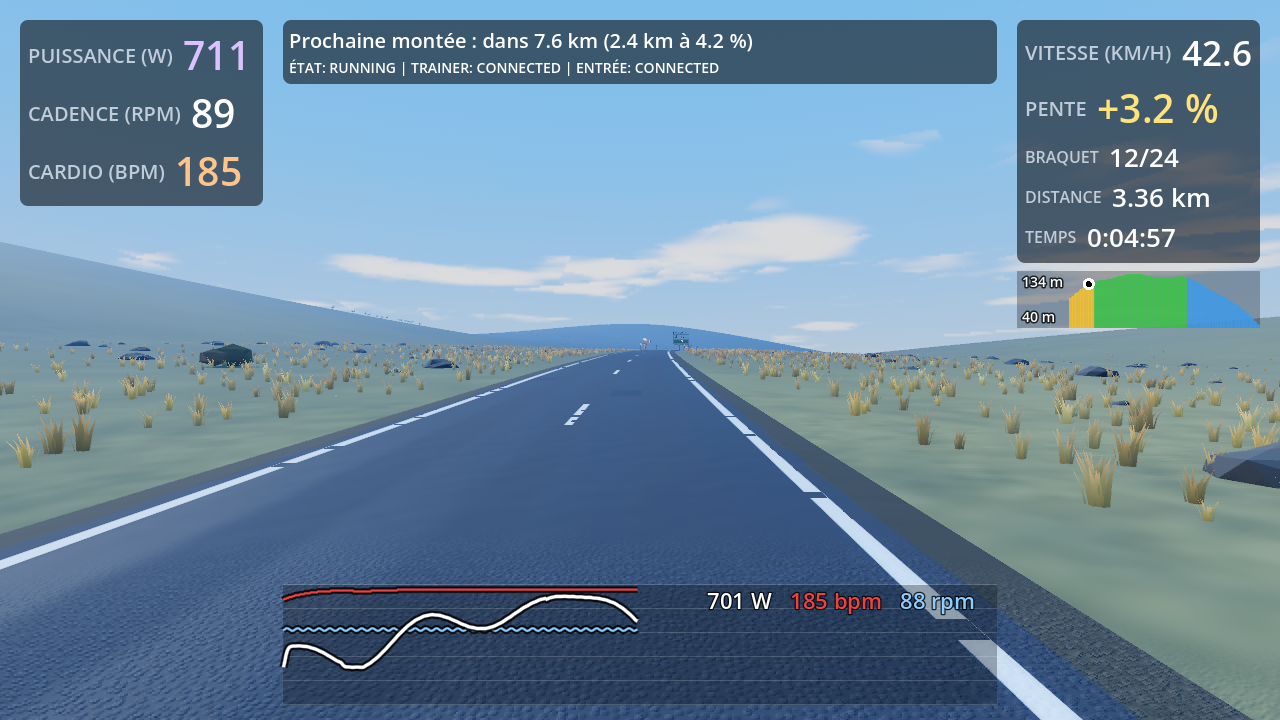 PUISSANCE (W) 711
CADENCE (RPM) 89
CARDIO (BPM) 185
Prochaine montée : dans 7.6 km (2.4 km à 4.2 %)
ÉTAT: RUNNING | TRAINER: CONNECTED | ENTRÉE: CONNECTED
VITESSE (KM/H) 42.6
PENTE +3.2 %
BRAQUET 12/24
DISTANCE 3.36 km
TEMPS 0:04:57
134 m
40 m
701 W 185 bpm 88 rpm